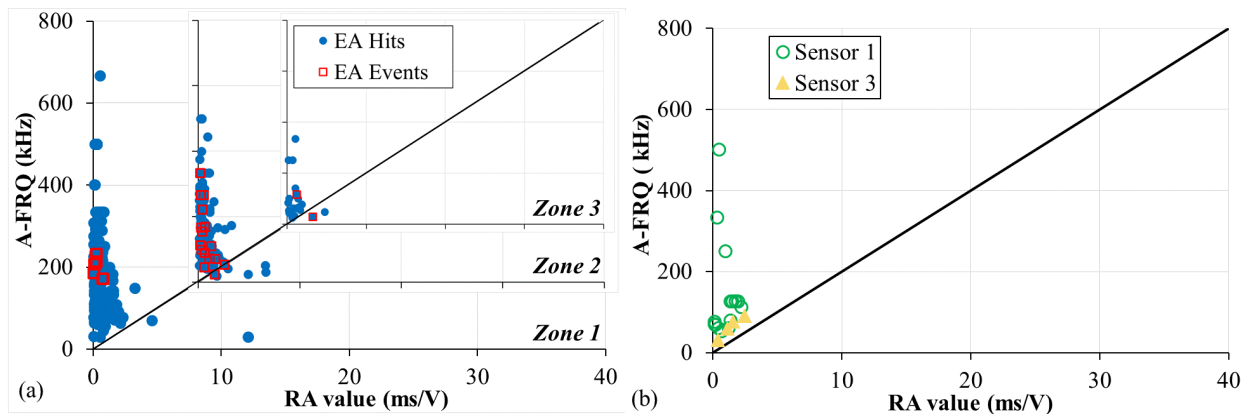 800
600
400
200
0
A-FRQ (kHz)
EA Hits
EA Events
Zone 3
Zone 2
Zone 1
0
10
20
30
40
RA value (ms/V)
(a)
800
600
400
200
0
A-FRQ ( kHz)
Sensor 1
Sensor 3
0
10
20
30
40
RA value (ms/V)
(b)